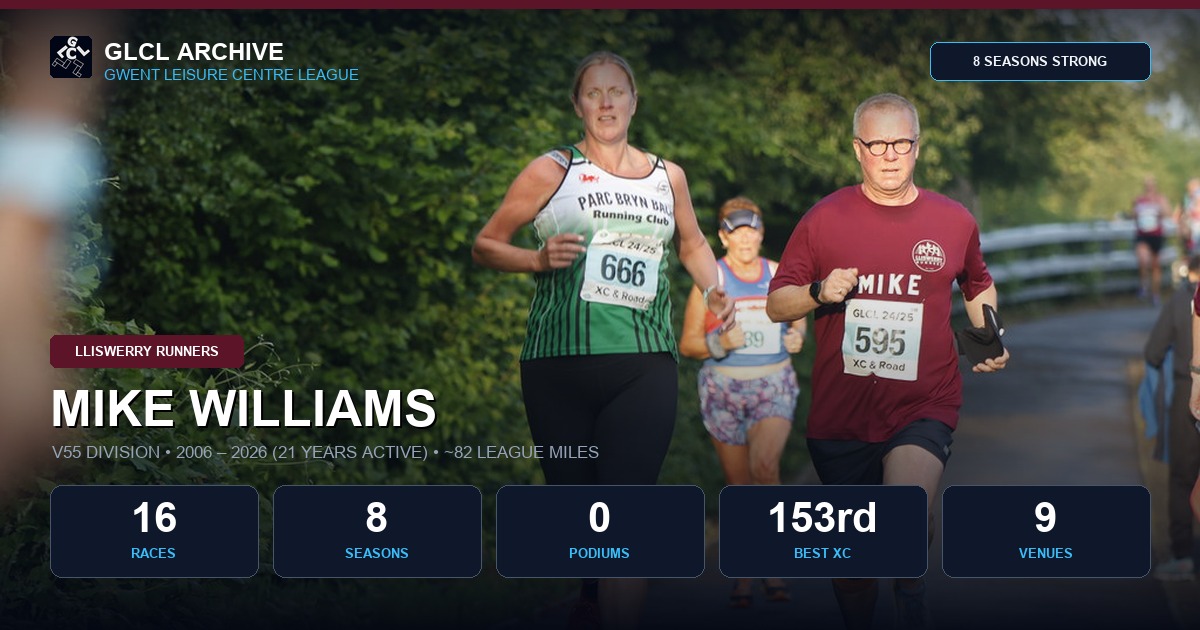 GLCL ARCHIVE
GWENT LEISURE CENTRE LEAGUE
8 SEASONS STRONG
PARC BRYN
Running Club
GLCL 24/25
666
XC & Road
LLISWERRY
RUNNERS
MIKE
GLCL 24/25
595
XC & Road
LLISWERRY RUNNERS
MIKE WILLIAMS
V55 DIVISION • 2006 – 2026 (21 YEARS ACTIVE) • ~82 LEAGUE MILES
16
RACES
8
SEASONS
0
PODIUMS
153rd
BEST XC
9
VENUES